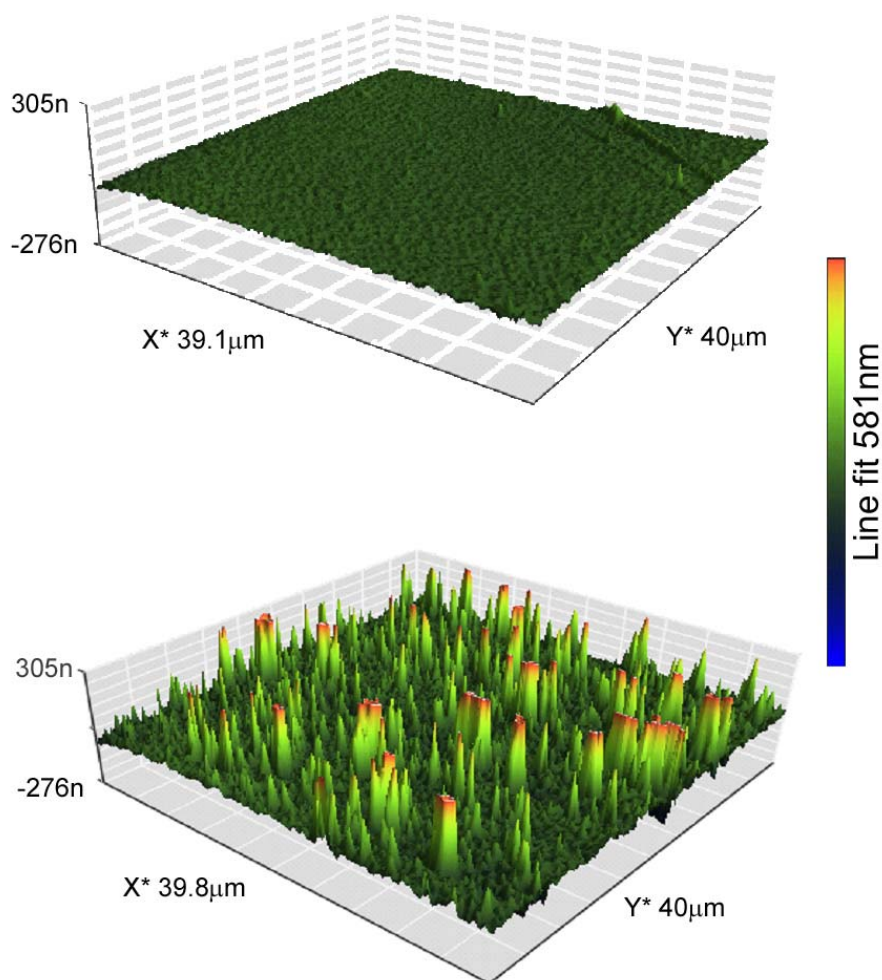 305n
-276n
X* 39.1μm
Y* 40μm
Line fit 581nm
305n
-276n
X* 39.8μm
Y* 40μm